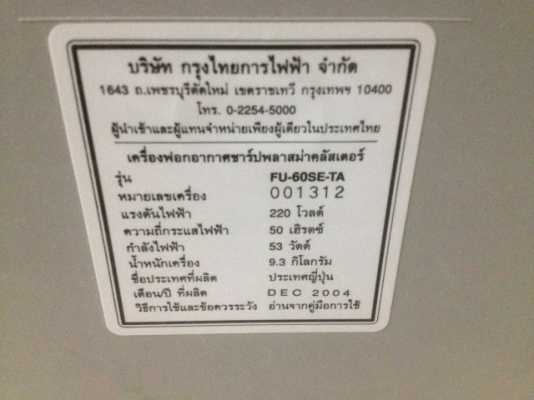 บริษัท กรุงไทยการไฟฟ้า จำกัด
1643 ถ.เพชรบุรีตัดใหม่ เขตราชเทวี กรุงเทพฯ 10400
โทร. 0-2254-5000
ผู้นำเข้าและผู้แทนจำหน่ายเพียงผู้เดียวในประเทศไทย
เครื่องฟอกอากาศชาร์ปพลาสม่าคลัสเตอร์
รุ่น FU-60SE-TA
หมายเลขเครื่อง 001312
แรงดันไฟฟ้า 220 โวลต์
ความถี่กระแสไฟฟ้า 50 เฮิรตซ์
กำลังไฟฟ้า 53 วัตต์
น้ำหนักเครื่อง 9.3 กิโลกรัม
ชื่อประเทศที่ผลิต ประเทศญี่ปุ่น
เดือน/ปี ที่ผลิต DEC 2004
วิธีการใช้และข้อควรระวัง อ่านจากคู่มือการใช้